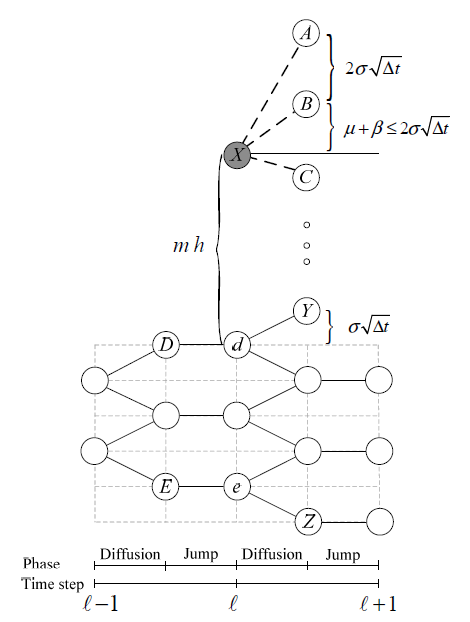 A
2σ√Δt
B
μ+β≤2σ√Δt
X
C
m h
Y
σ√Δt
D d
E e
Z
Phase Diffusion Jump Diffusion Jump
Time step
ℓ−1 ℓ ℓ+1